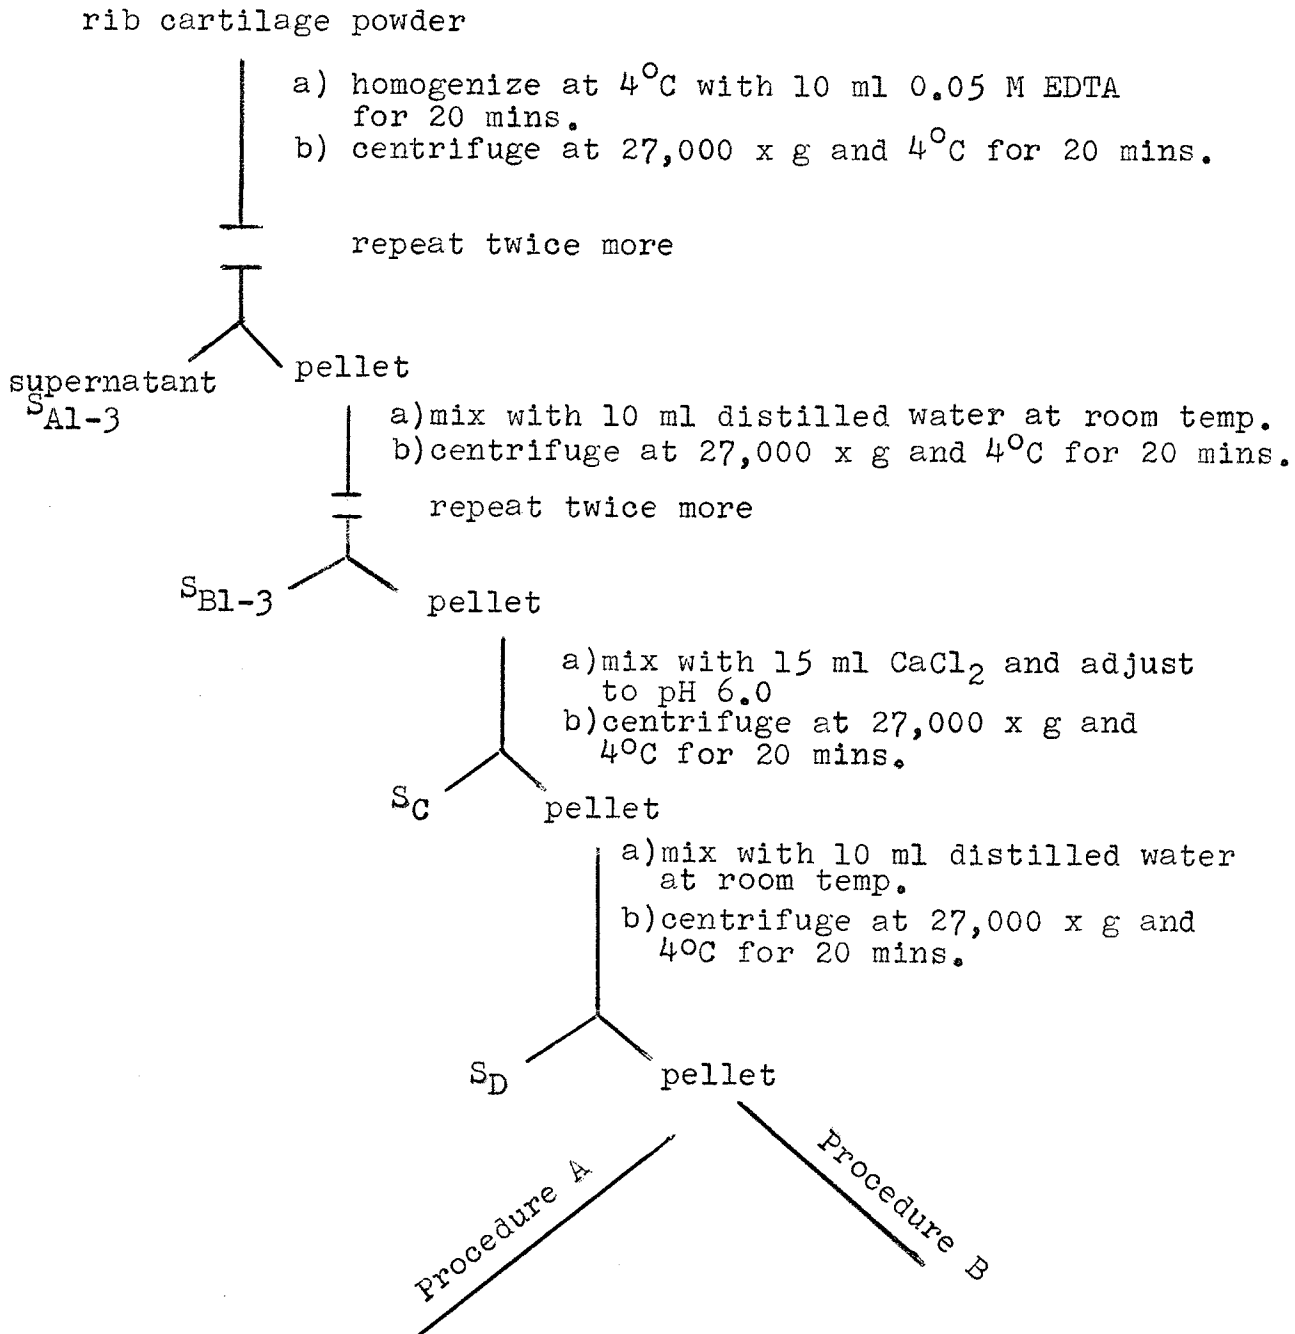 rib cartilage powder
a) homogenize at 4°C with 10 ml 0.05 M EDTA
for 20 mins.
b) centrifuge at 27,000 x g and 4°C for 20 mins.
repeat twice more
supernatant
SA1-3
pellet
a)mix with 10 ml distilled water at room temp.
b)centrifuge at 27,000 x g and 4°C for 20 mins.
repeat twice more
SB1-3
pellet
a)mix with 15 ml CaCl2 and adjust
to pH 6.0
b)centrifuge at 27,000 x g and
4°C for 20 mins.
SC
pellet
a)mix with 10 ml distilled water
at room temp.
b)centrifuge at 27,000 x g and
4°C for 20 mins.
SD
pellet
Procedure A
Procedure B